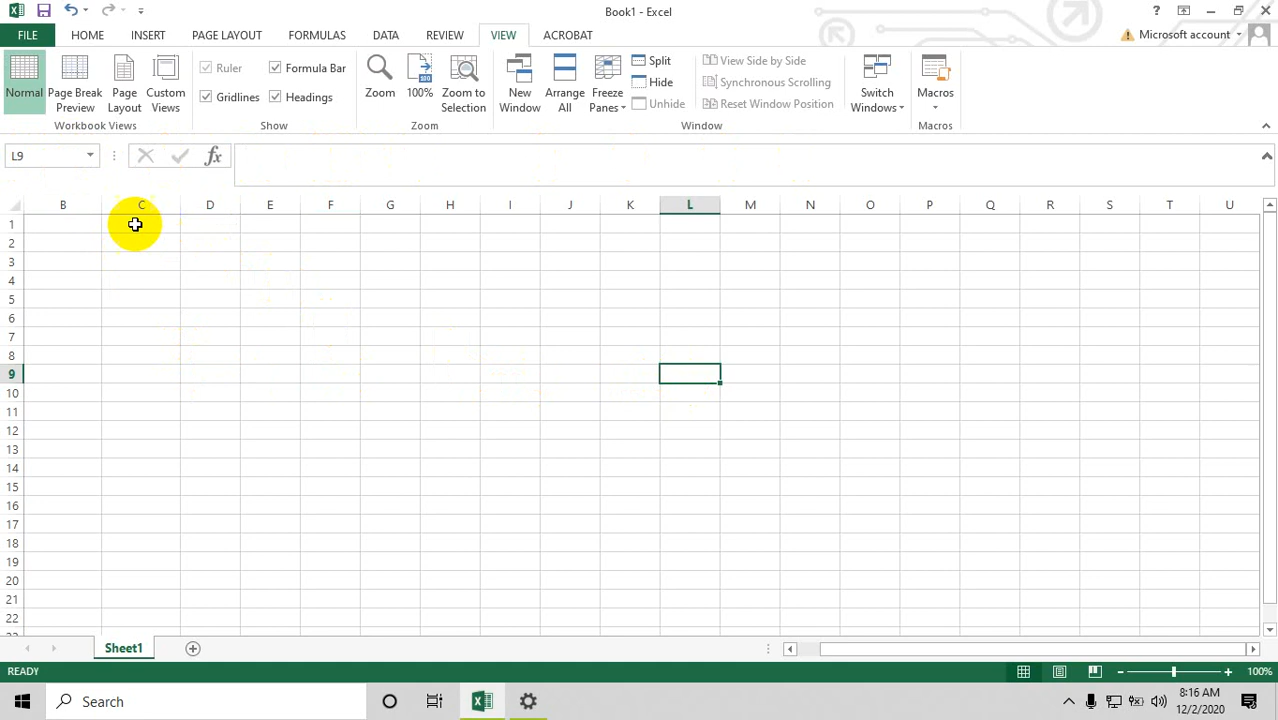 Book1 - Excel
?
FILE HOME INSERT PAGE LAYOUT FORMULAS DATA REVIEW VIEW ACROBAT Microsoft account
Normal Page Break Preview Page Layout Custom Views
Ruler Formula Bar
Gridlines Headings
Zoom 100% Zoom to Selection
New Window Arrange All Freeze Panes
Split View Side by Side
Hide Synchronous Scrolling
Unhide Reset Window Position
Switch Windows Macros
Workbook Views Show Zoom Window Macros
L9 fx
B C D E F G H I J K L M N O P Q R S T U
1
2
3
4
5
6
7
8
9
10
11
12
13
14
15
16
17
18
19
20
21
22
Sheet1
READY 100%
Search
8:16 AM
12/2/2020